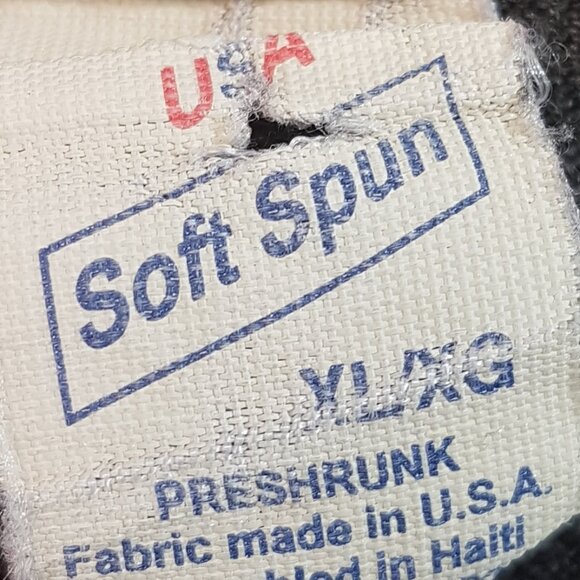 USA
Soft Spun
XL/XG
PRESHRUNK
Fabric made in U.S.A.
in Haiti